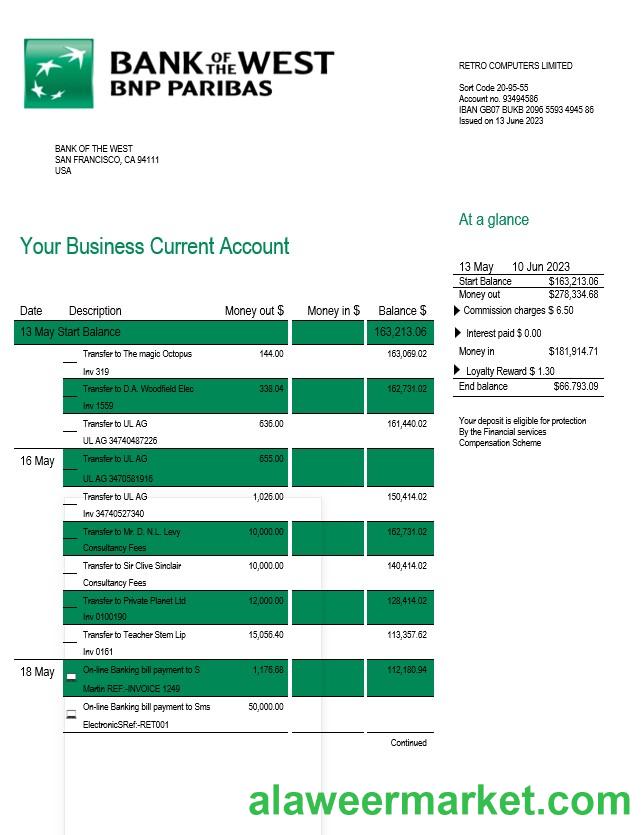 BANK OF THE WEST
BNP PARIBAS
RETRO COMPUTERS LIMITED
Sort Code 20-95-55
Account no. 93494586
IBAN GB07 BUKB 2096 5593 4945 86
Issued on 13 June 2023
BANK OF THE WEST
SAN FRANCISCO, CA 94111
USA
At a glance
Your Business Current Account
13 May 10 Jun 2023
Start Balance $163,213.06
Money out $278,334.68
Commission charges $ 6.50
Interest paid $ 0.00
Money in $181,914.71
Loyalty Reward $ 1.30
End balance $66.793.09
Your deposit is eligible for protection
By the Financial services
Compensation Scheme
Date Description Money out $ Money in $ Balance $
13 May Start Balance 163,213.06
Transfer to The magic Octopus 144.00 163,069.02
Inv 319
Transfer to D.A. Woodfield Elec 338.04 162,731.02
Inv 1559
Transfer to UL AG 636.00 161,440.02
UL AG 34740487226
16 May Transfer to UL AG 655.00
UL AG 3470581916
Transfer to UL AG 1,026.00 150,414.02
Inv 34740527340
Transfer to Mr. D. N.L. Levy 10,000.00 162,731.02
Consultancy Fees
Transfer to Sir Clive Sinclair 10,000.00 140,414.02
Consultancy Fees
Transfer to Private Planet Ltd 12,000.00 128,414.02
Inv 0100190
Transfer to Teacher Stem Lip 15,056.40 113,357.62
Inv 0161
18 May On-line Banking bill payment to S 1,176.68 112,180.94
Martin REF:-INVOICE 1249
On-line Banking bill payment to Sms 50,000.00
ElectronicSRef:-RET001
Continued
alaweermarket.com